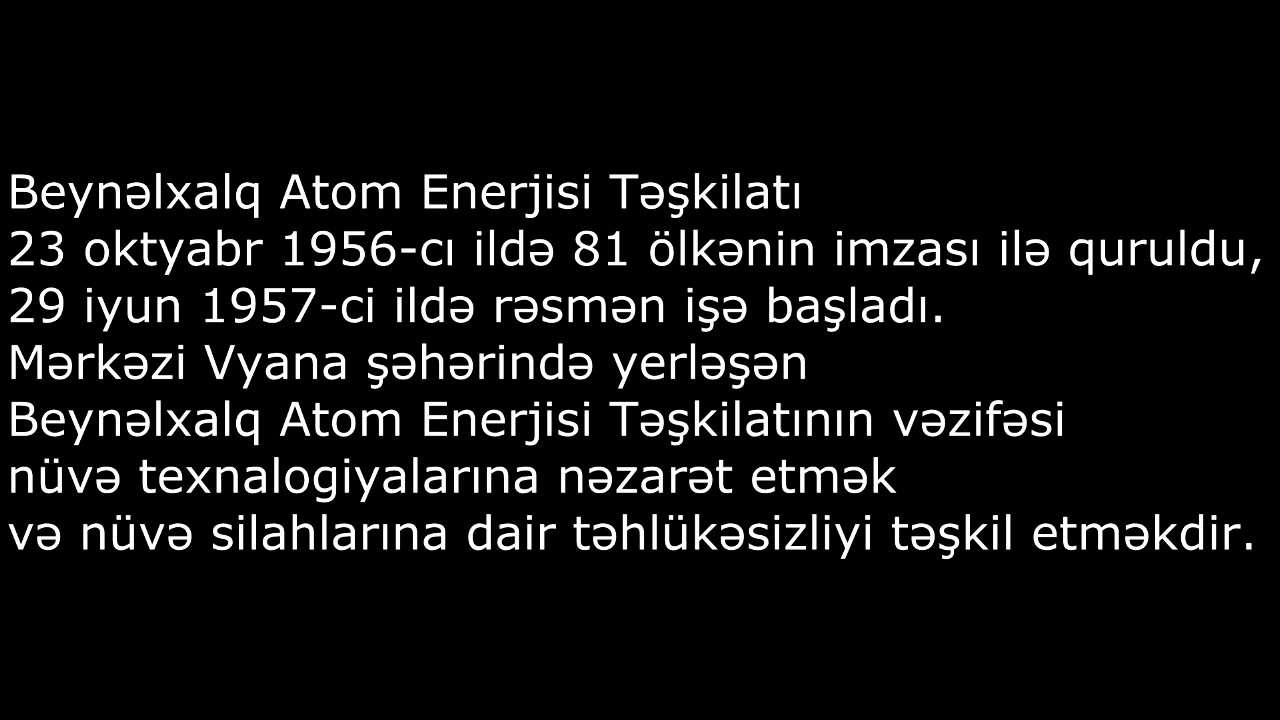 Beynəlxalq Atom Enerjisi Təşkilatı
23 oktyabr 1956-cı ildə 81 ölkənin imzası ilə quruldu,
29 iyun 1957-ci ildə rəsmən işə başladı.
Mərkəzi Vyana şəhərində yerləşən
Beynəlxalq Atom Enerjisi Təşkilatının vəzifəsi
nüvə texnalogiyalarına nəzarət etmək
və nüvə silahlarına dair təhlükəsizliyi təşkil etməkdir.